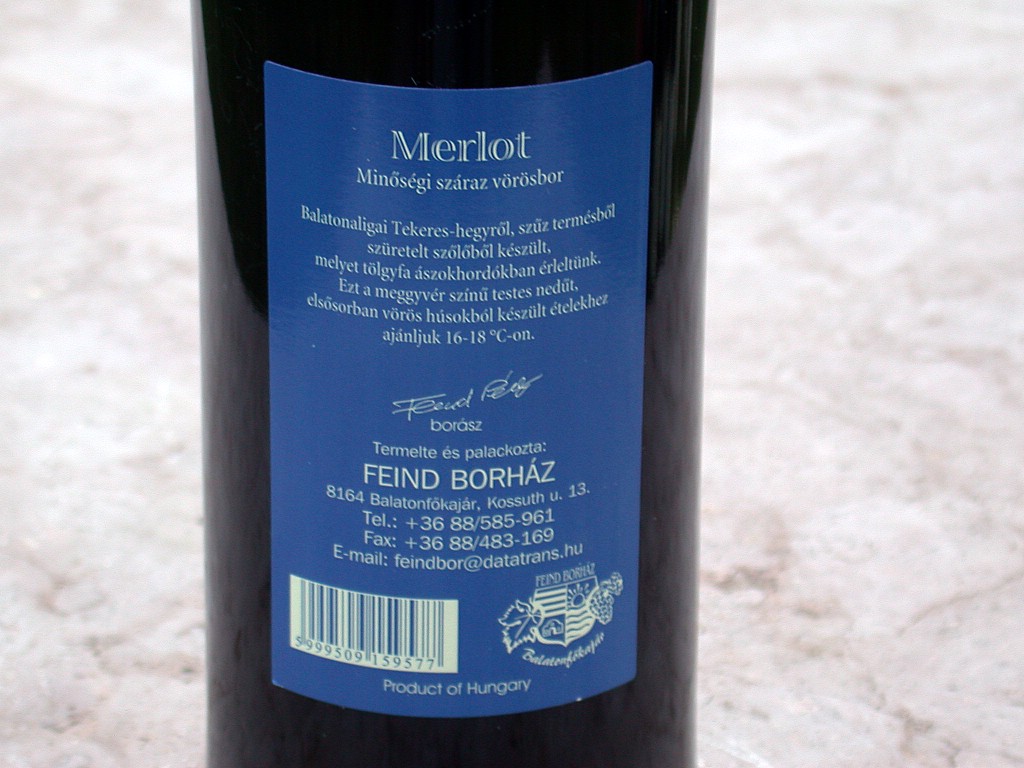 Merlot
Minőségi száraz vörösbor
Balatonaligai Tekeres-hegyről, szűz termésből
szüretelt szőlőből készült,
melyet tölgyfa ászokhordókban érleltünk.
Ezt a meggyvér színű testes nedűt,
elsősorban vörös húsokból készült ételekhez
ajánljuk 16-18 °C-on.
Feind
borász
Termelte és palackozta:
FEIND BORHÁZ
8164 Balatonfőkajár, Kossuth u. 13.
Tel.: +36 88/585-961
Fax: +36 88/483-169
E-mail: feindbor@datatrans.hu
FEIND BORHÁZ
Balatonfőkajár
5999509159577
Product of Hungary